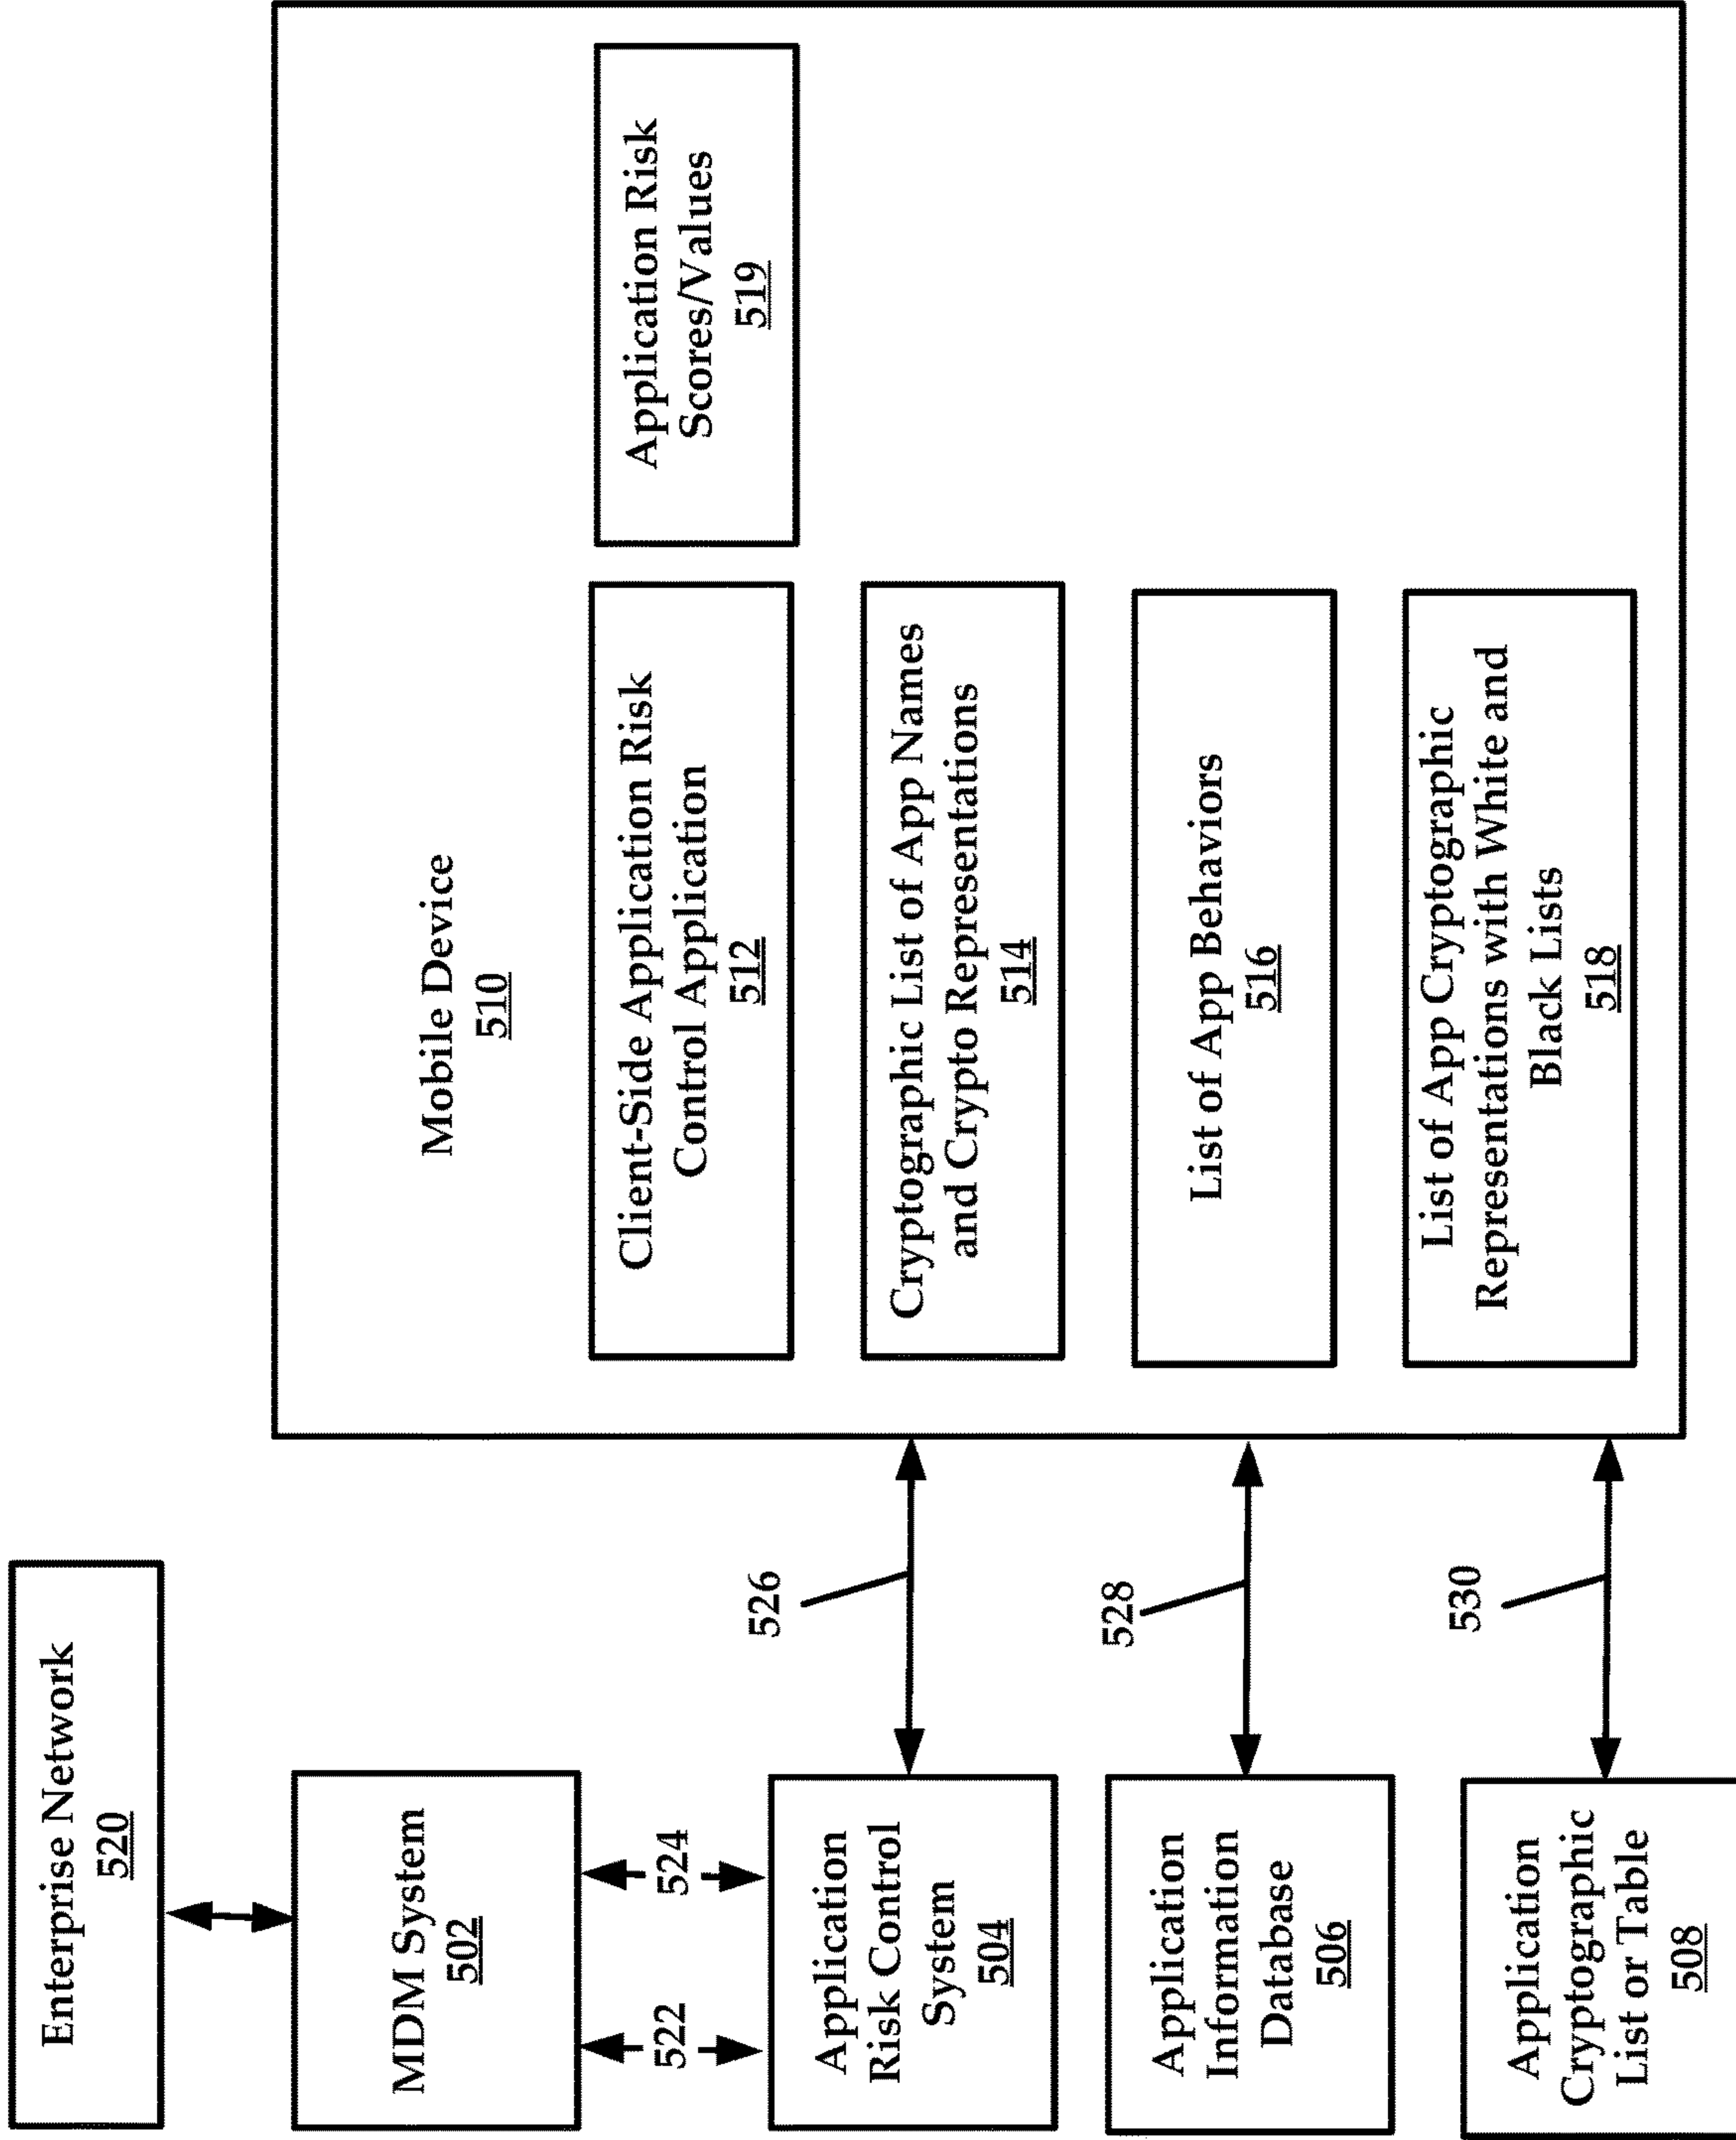 Enterprise Network
520
MDM System
502
522
524
Application
Risk Control
System
504
Application
Information
Database
506
Application
Cryptographic
List or Table
508
526
528
530
Mobile Device
510
Client-Side Application Risk
Control Application
512
Application Risk
Scores/Values
519
Cryptographic List of App Names
and Crypto Representations
514
List of App Behaviors
516
List of App Cryptographic
Representations with White and
Black Lists
518